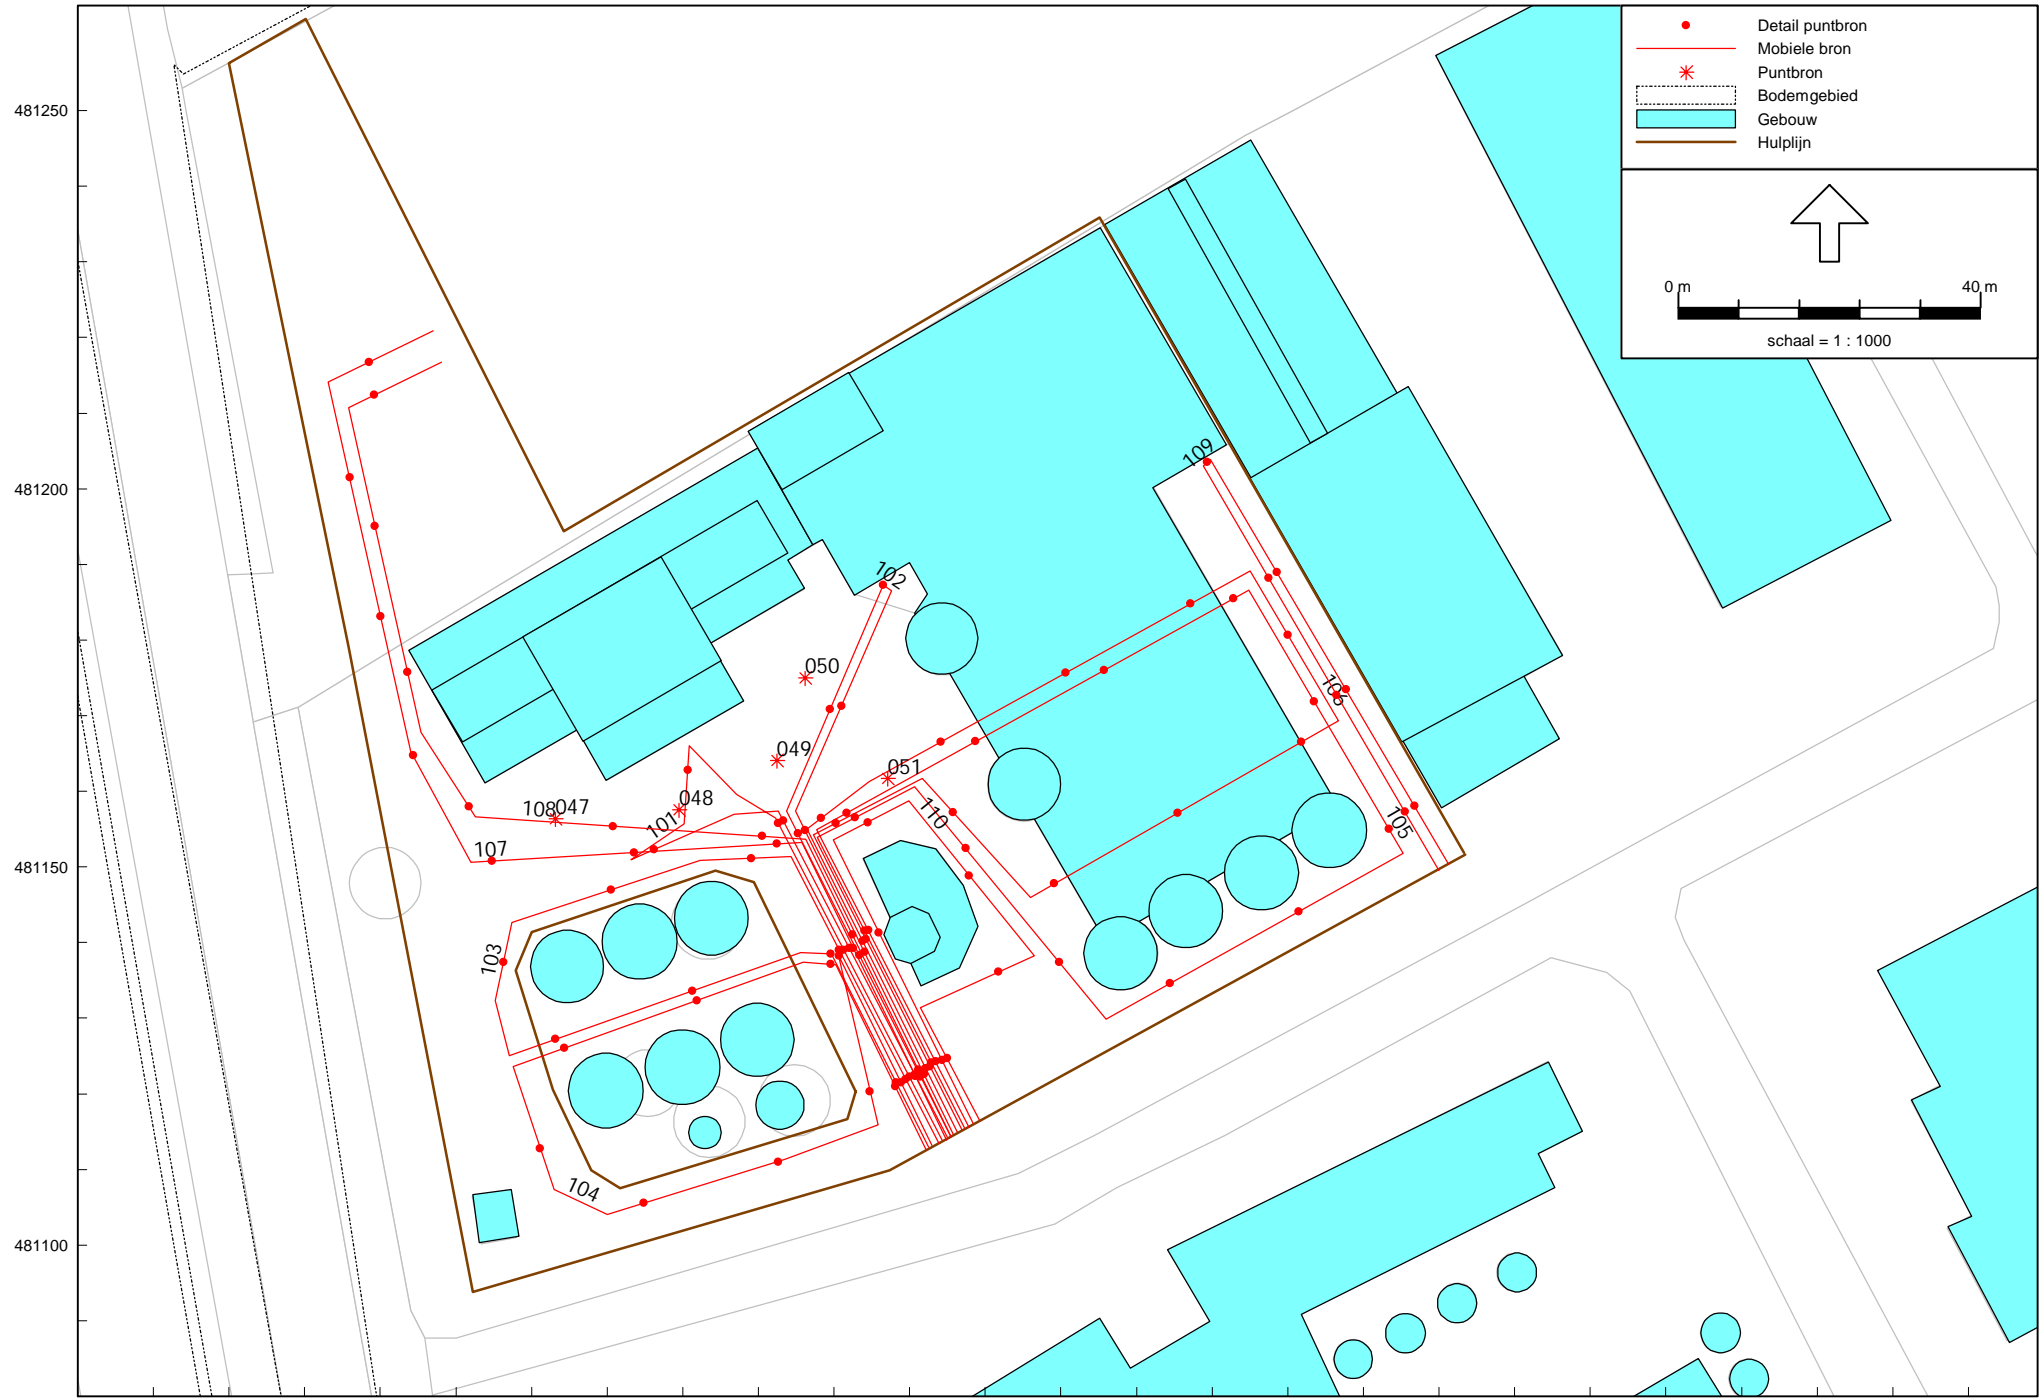 Detail puntbron
Mobiele bron
Puntbron
Bodemgebied
Gebouw
Hulplijn
0 m 40 m
schaal = 1 : 1000
481250
481200
481150
481100
109
102
050
106
049
051
048
108 047
101
110
105
107
103
104